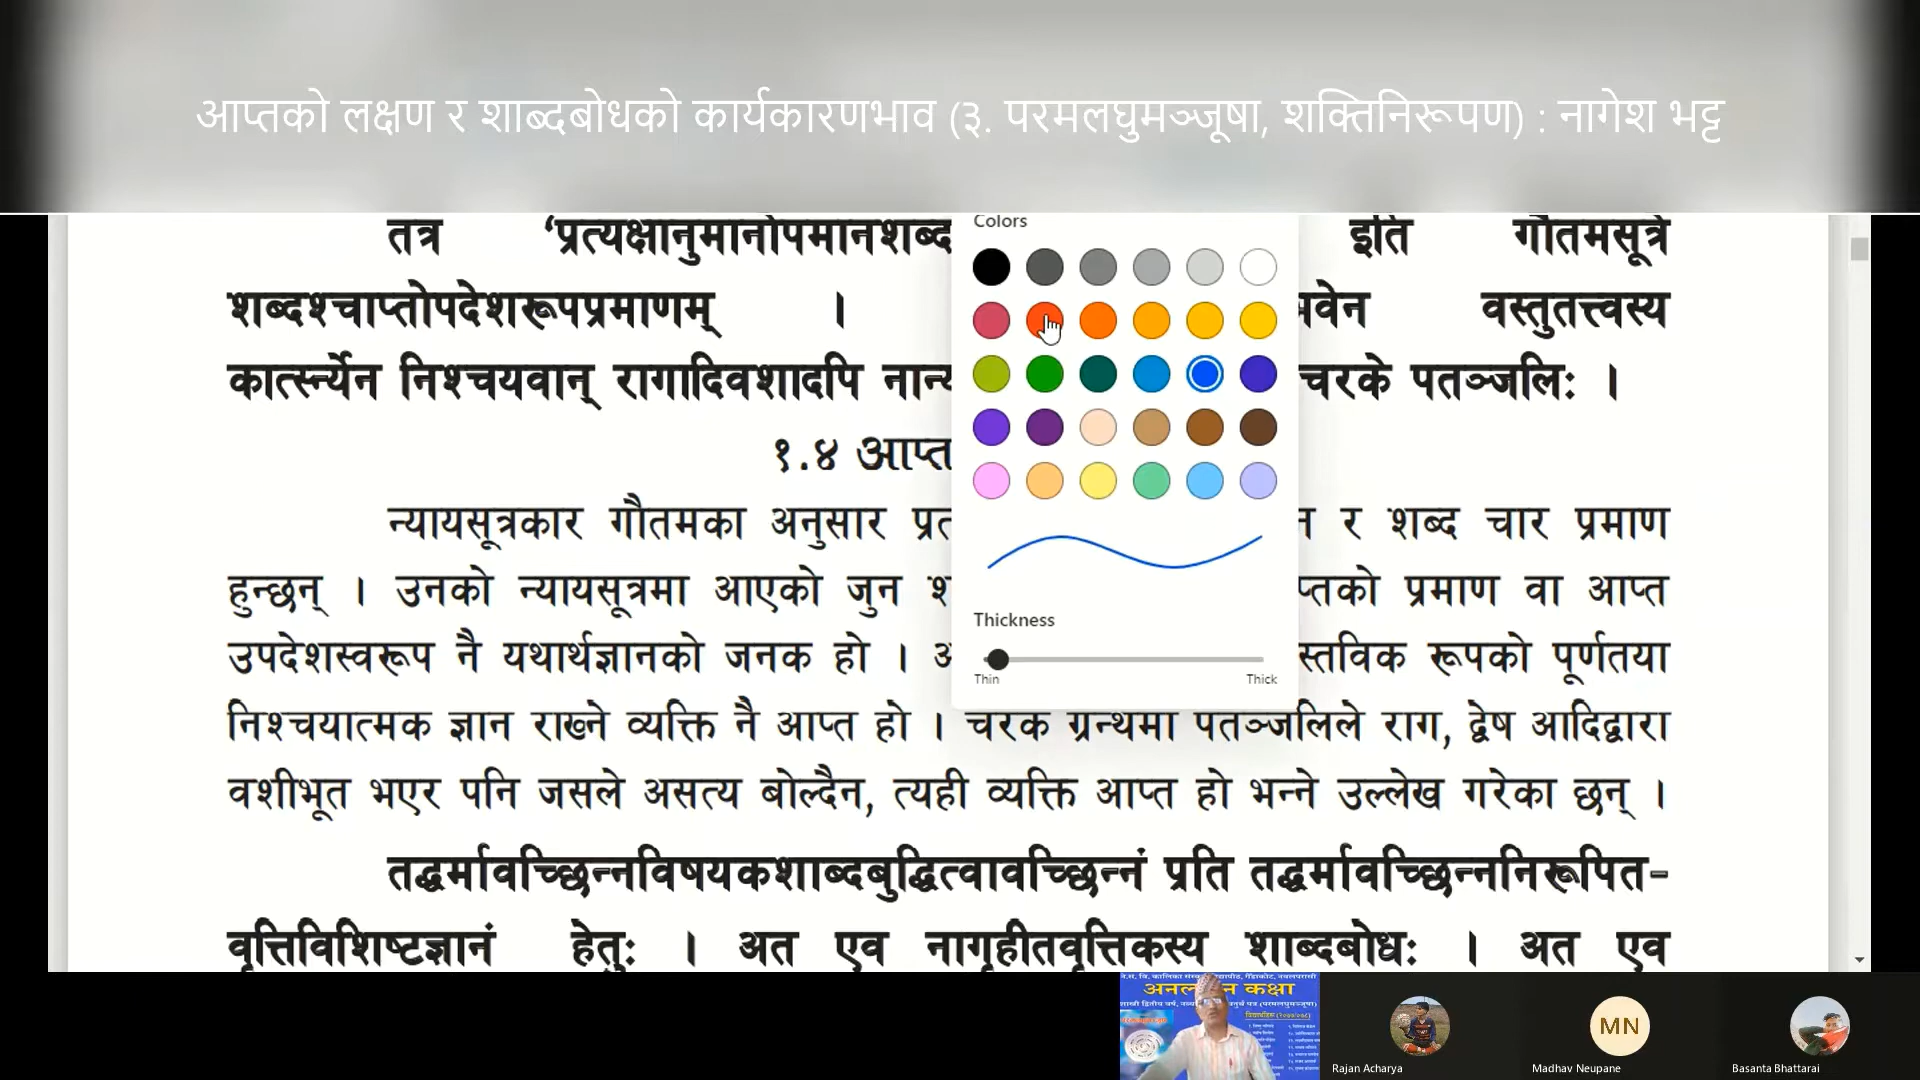 आप्तको लक्षण र शाब्दबोधको कार्यकारणभाव (३. परमलघुमञ्जूषा, शक्तिनिरूपण) : नागेश भट्ट
तत्र ‘प्रत्यक्षानुमानोपमानशब्द इति गौतमसूत्रे
शब्दश्चाप्तोपदेशरूपप्रमाणम् । वेन वस्तुतत्त्वस्य
कार्त्स्न्येन निश्चयवान् रागादिवशादपि नान्य चरके पतञ्जलिः ।
१.४ आप्त
न्यायसूत्रकार गौतमका अनुसार प्रत न र शब्द चार प्रमाण
हुन्छन् । उनको न्यायसूत्रमा आएको जुन श प्तको प्रमाण वा आप्त
उपदेशस्वरूप नै यथार्थज्ञानको जनक हो । अ स्तविक रूपको पूर्णतया
निश्चयात्मक ज्ञान राख्ने व्यक्ति नै आप्त हो । चरक ग्रन्थमा पतञ्जलिले राग, द्वेष आदिद्वारा
वशीभूत भएर पनि जसले असत्य बोल्दैन, त्यही व्यक्ति आप्त हो भन्ने उल्लेख गरेका छन् ।
तद्धर्मावच्छिन्नविषयकशाब्दबुद्धित्वावच्छिन्नं प्रति तद्धर्मावच्छिन्ननिरूपित-
वृत्तिविशिष्टज्ञानं हेतुः । अत एव नागृहीतवृत्तिकस्य शाब्दबोधः । अत एव
Colors
Thickness
Thin Thick
अनलाइन कक्षा
Rajan Acharya
MN
Madhav Neupane
Basanta Bhattarai